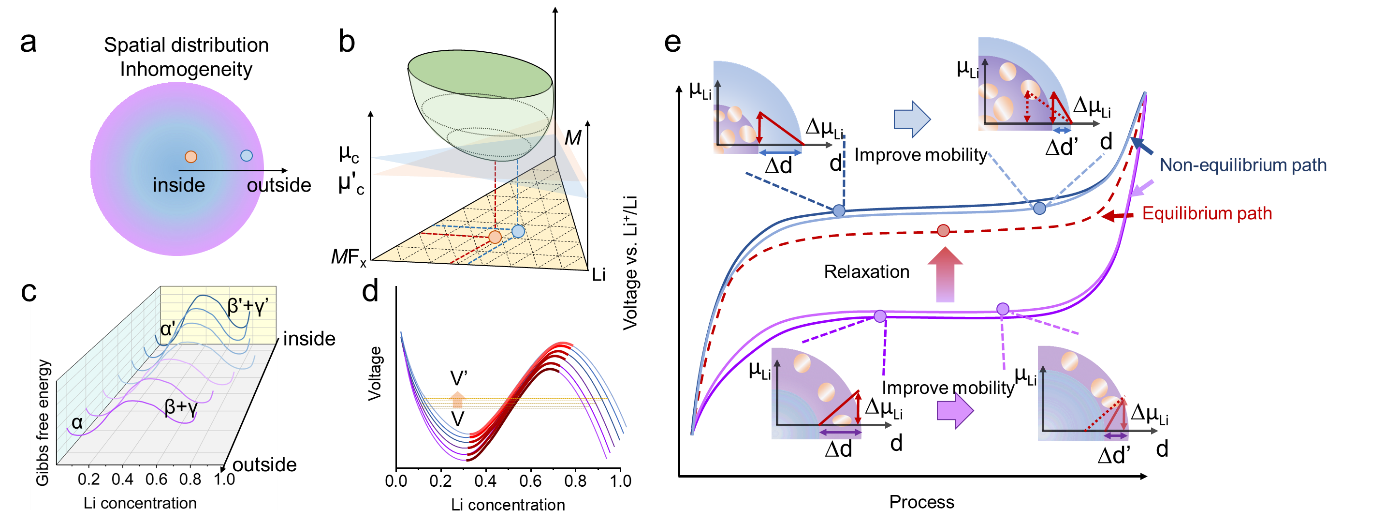 a
Spatial distribution
Inhomogeneity
inside
outside
b
μc
μ'c
M
MFx
Li
c
α'
β'+γ'
inside
α
β+γ
outside
Gibbs free energy
0.2 0.4 0.6 0.8 1.0
Li concentration
d
Voltage
V'
V
0.0 0.2 0.4 0.6 0.8 1.0
Li concentration
e
Voltage vs. Li⁺/Li
μLi
ΔμLi
Δd
d
Improve mobility
μLi
ΔμLi
Δd'
d
Non-equilibrium path
Equilibrium path
Relaxation
μLi
ΔμLi
Δd
d
Improve mobility
μLi
ΔμLi
Δd'
d
Process